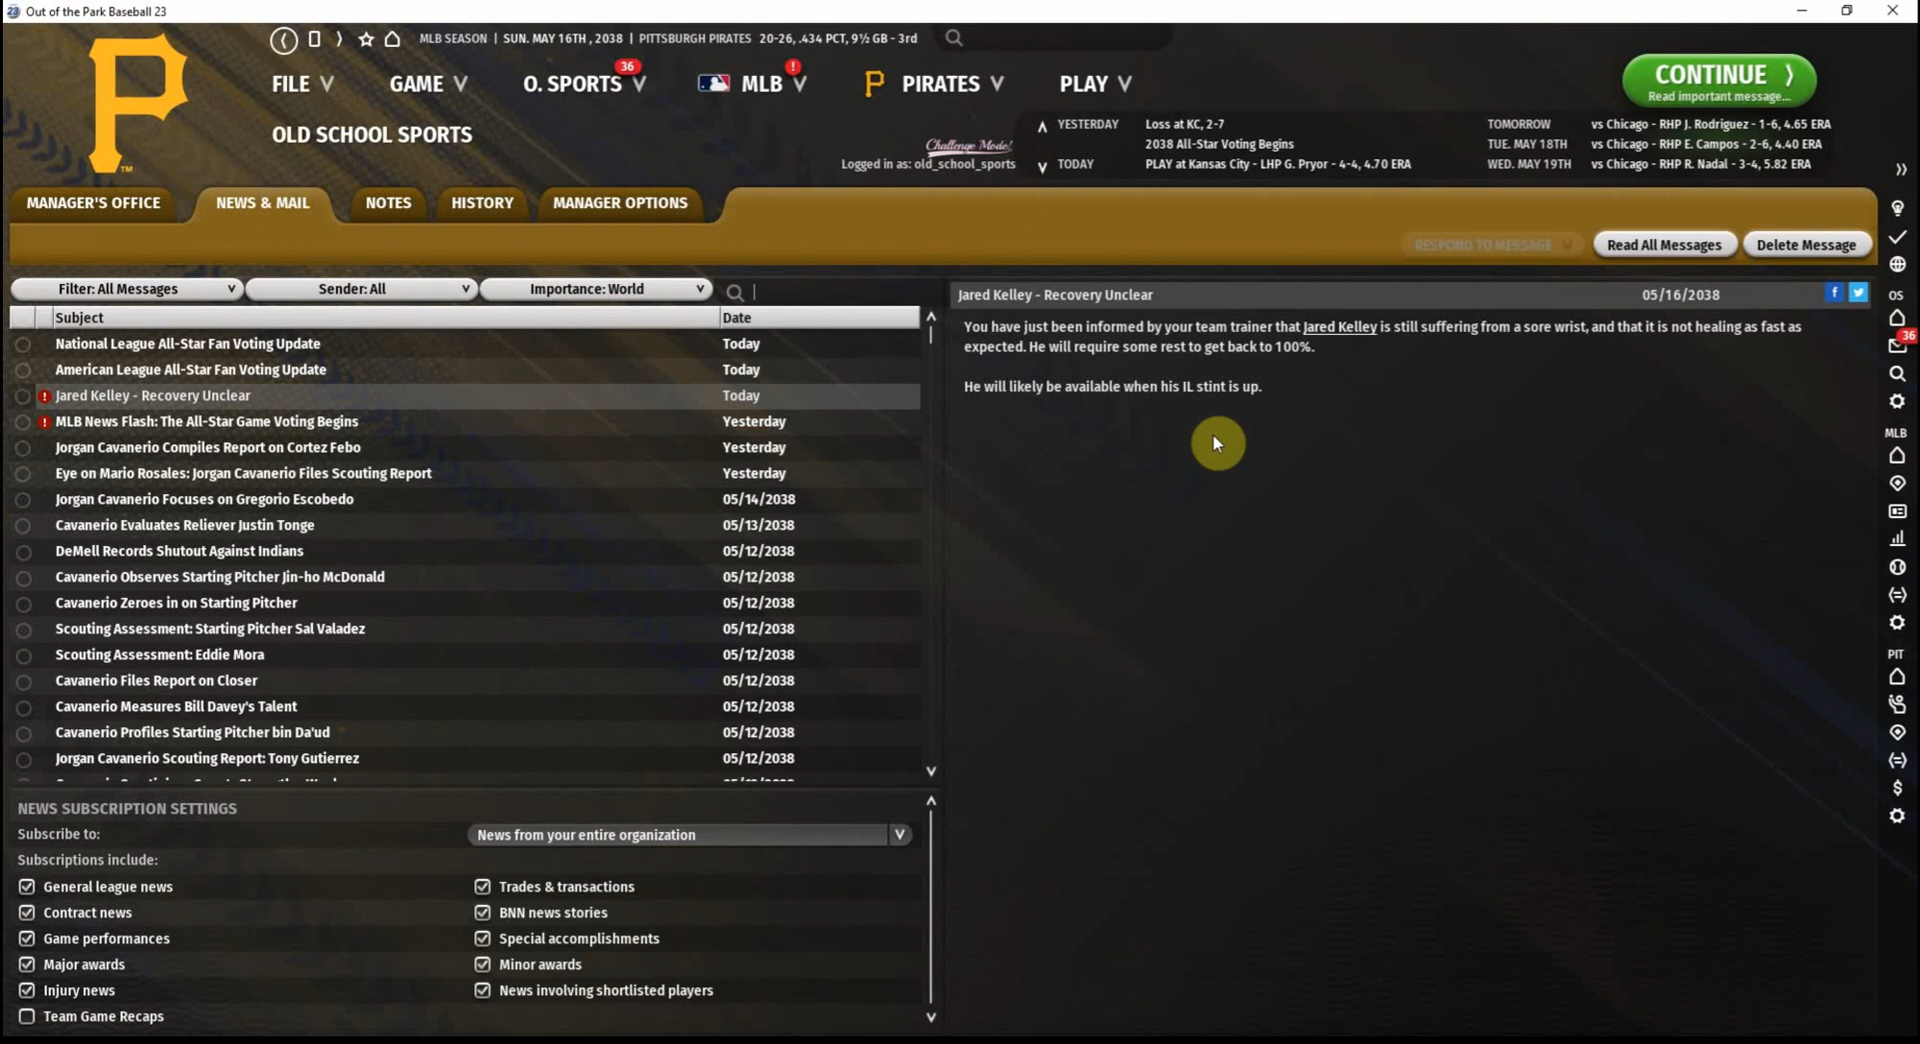 23 Out of the Park Baseball 23
MLB SEASON | SUN. MAY 16TH , 2038 | PITTSBURGH PIRATES 20-26, .434 PCT, 9½ GB - 3rd
FILE GAME O. SPORTS 36 MLB ! P PIRATES PLAY
CONTINUE
Read important message...
P
TM
OLD SCHOOL SPORTS
Challenge Mode!
Logged in as: old_school_sports
YESTERDAY Loss at KC, 2-7
2038 All-Star Voting Begins
TODAY PLAY at Kansas City - LHP G. Pryor - 4-4, 4.70 ERA
TOMORROW vs Chicago - RHP J. Rodriguez - 1-6, 4.65 ERA
TUE. MAY 18TH vs Chicago - RHP E. Campos - 2-6, 4.40 ERA
WED. MAY 19TH vs Chicago - RHP R. Nadal - 3-4, 5.82 ERA
MANAGER'S OFFICE NEWS & MAIL NOTES HISTORY MANAGER OPTIONS
RESPOND TO MESSAGE Read All Messages Delete Message
Filter: All Messages Sender: All Importance: World
Subject Date
National League All-Star Fan Voting Update Today
American League All-Star Fan Voting Update Today
! Jared Kelley - Recovery Unclear Today
! MLB News Flash: The All-Star Game Voting Begins Yesterday
Jorgan Cavanerio Compiles Report on Cortez Febo Yesterday
Eye on Mario Rosales: Jorgan Cavanerio Files Scouting Report Yesterday
Jorgan Cavanerio Focuses on Gregorio Escobedo 05/14/2038
Cavanerio Evaluates Reliever Justin Tonge 05/13/2038
DeMell Records Shutout Against Indians 05/12/2038
Cavanerio Observes Starting Pitcher Jin-ho McDonald 05/12/2038
Cavanerio Zeroes in on Starting Pitcher 05/12/2038
Scouting Assessment: Starting Pitcher Sal Valadez 05/12/2038
Scouting Assessment: Eddie Mora 05/12/2038
Cavanerio Files Report on Closer 05/12/2038
Cavanerio Measures Bill Davey's Talent 05/12/2038
Cavanerio Profiles Starting Pitcher bin Da'ud 05/12/2038
Jorgan Cavanerio Scouting Report: Tony Gutierrez 05/12/2038
Jared Kelley - Recovery Unclear 05/16/2038
You have just been informed by your team trainer that Jared Kelley is still suffering from a sore wrist, and that it is not healing as fast as
expected. He will require some rest to get back to 100%.
He will likely be available when his IL stint is up.
NEWS SUBSCRIPTION SETTINGS
Subscribe to: News from your entire organization
Subscriptions include:
General league news Trades & transactions
Contract news BNN news stories
Game performances Special accomplishments
Major awards Minor awards
Injury news News involving shortlisted players
Team Game Recaps
OS
36
MLB
PIT
$